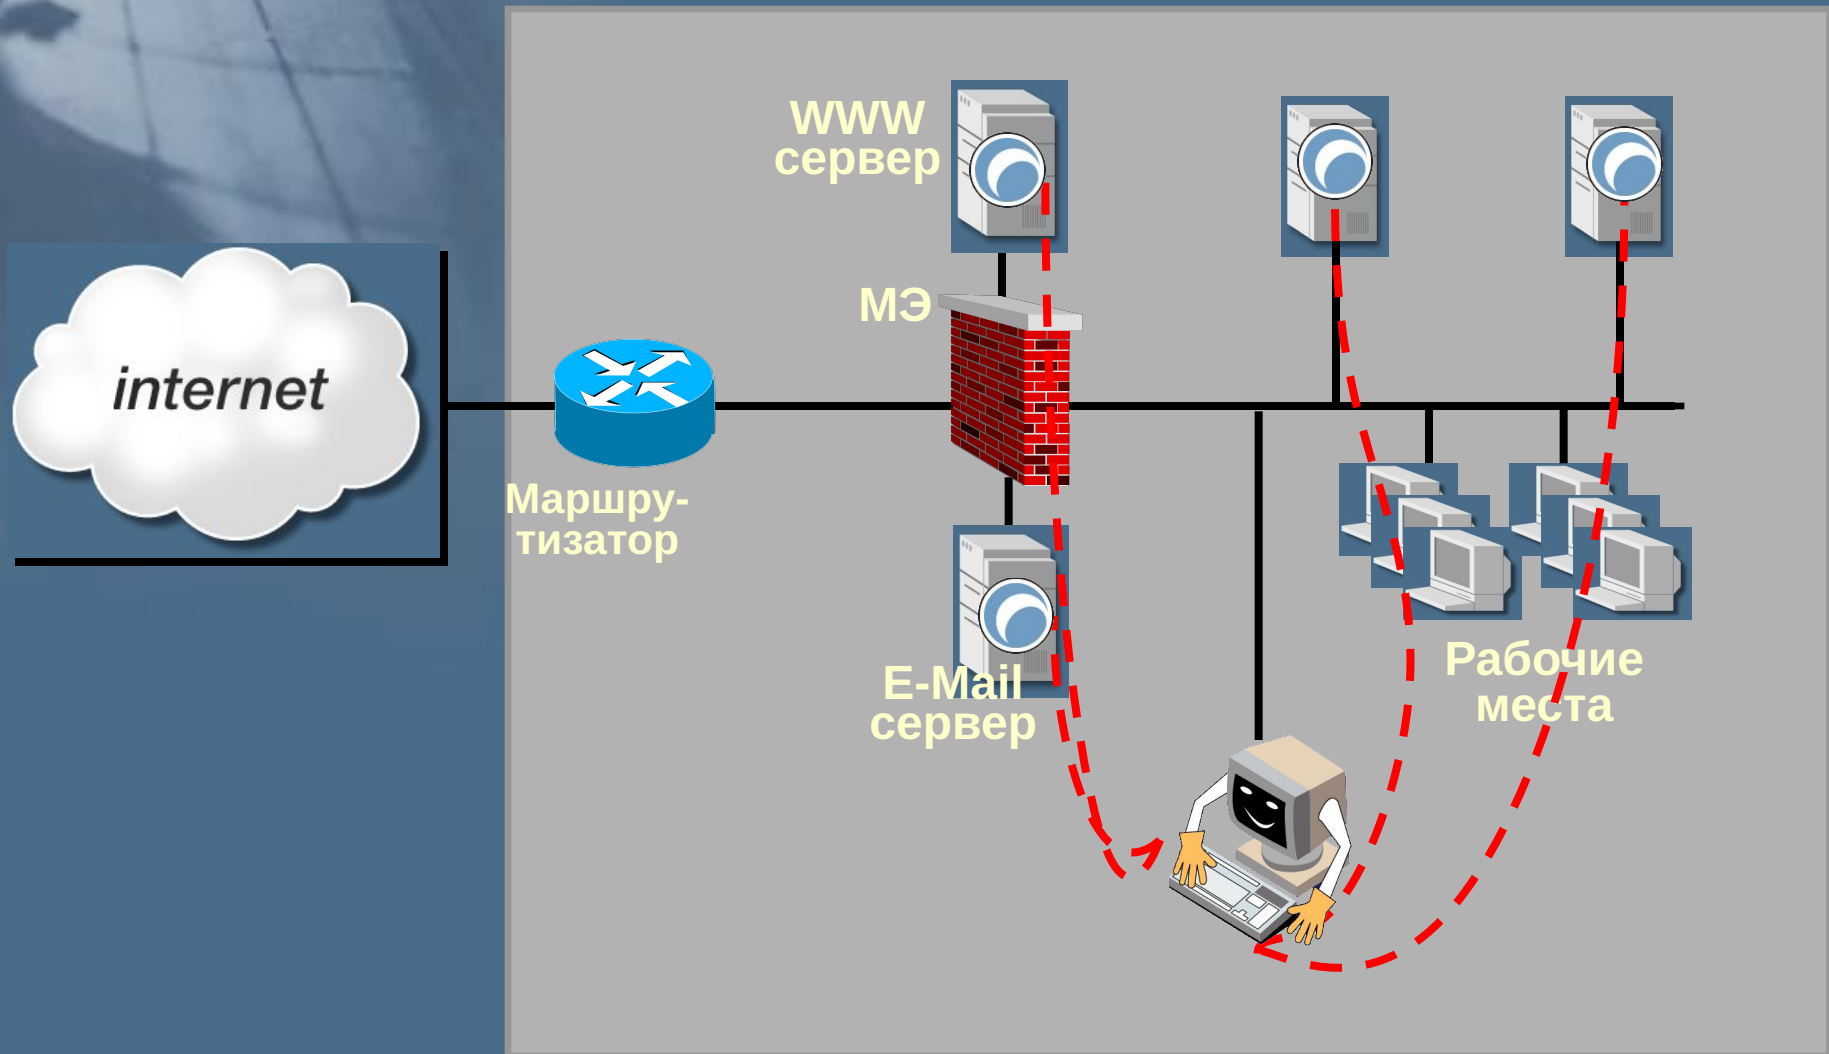 WWW
сервер
МЭ
internet
Маршру-
тизатор
E-Mail
сервер
Рабочие
места